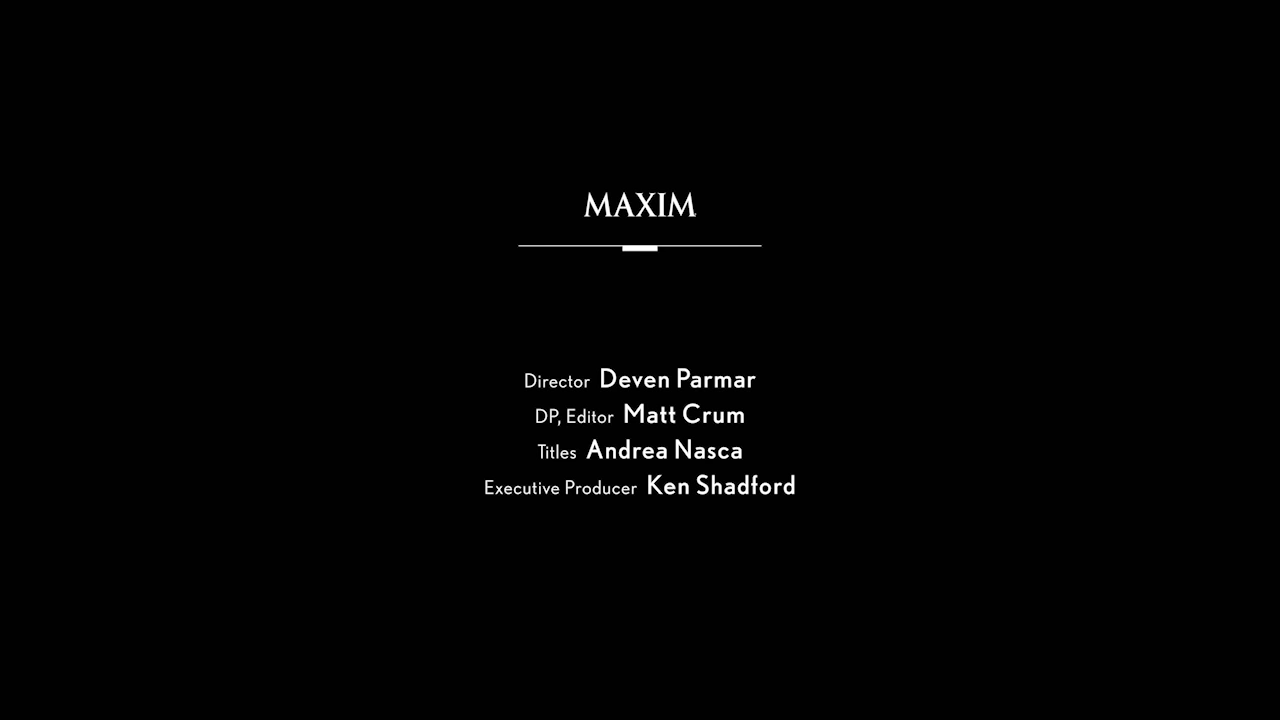 MAXIM
Director Deven Parmar
DP, Editor Matt Crum
Titles Andrea Nasca
Executive Producer Ken Shadford